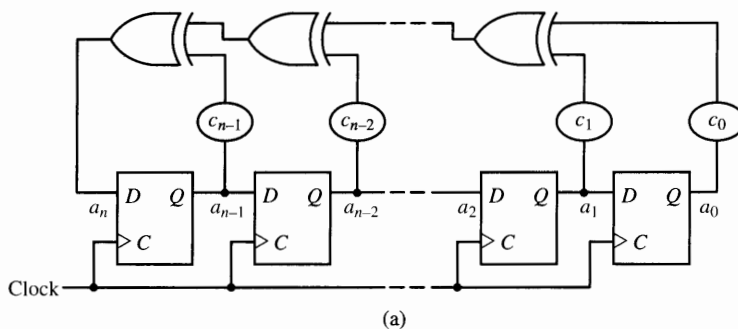 c_{n-1} c_{n-2} c_1 c_0
D Q D Q D Q D Q
a_n a_{n-1} a_{n-2} a_2 a_1 a_0
C C C C
Clock
(a)